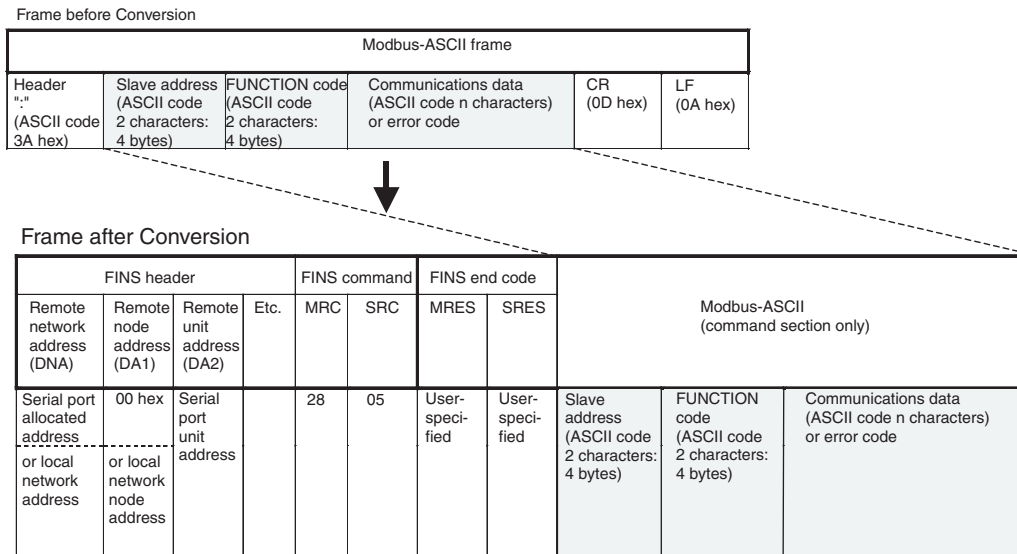 Frame before Conversion
Modbus-ASCII frame
Header
":"
(ASCII code
3A hex)
Slave address
(ASCII code
2 characters:
4 bytes)
FUNCTION code
(ASCII code
2 characters:
4 bytes)
Communications data
(ASCII code n characters)
or error code
CR
(0D hex)
LF
(0A hex)
Frame after Conversion
FINS header
FINS command
FINS end code
Modbus-ASCII
(command section only)
Remote
network
address
(DNA)
Remote
node
address
(DA1)
Remote
unit
address
(DA2)
Etc.
MRC
SRC
MRES
SRES
Serial port
allocated
address
or local
network
address
00 hex
or local
network
node
address
Serial
port
unit
address
28
05
User-
speci-
fied
User-
speci-
fied
Slave
address
(ASCII code
2 characters:
4 bytes)
FUNCTION
code
(ASCII code
2 characters:
4 bytes)
Communications data
(ASCII code n characters)
or error code